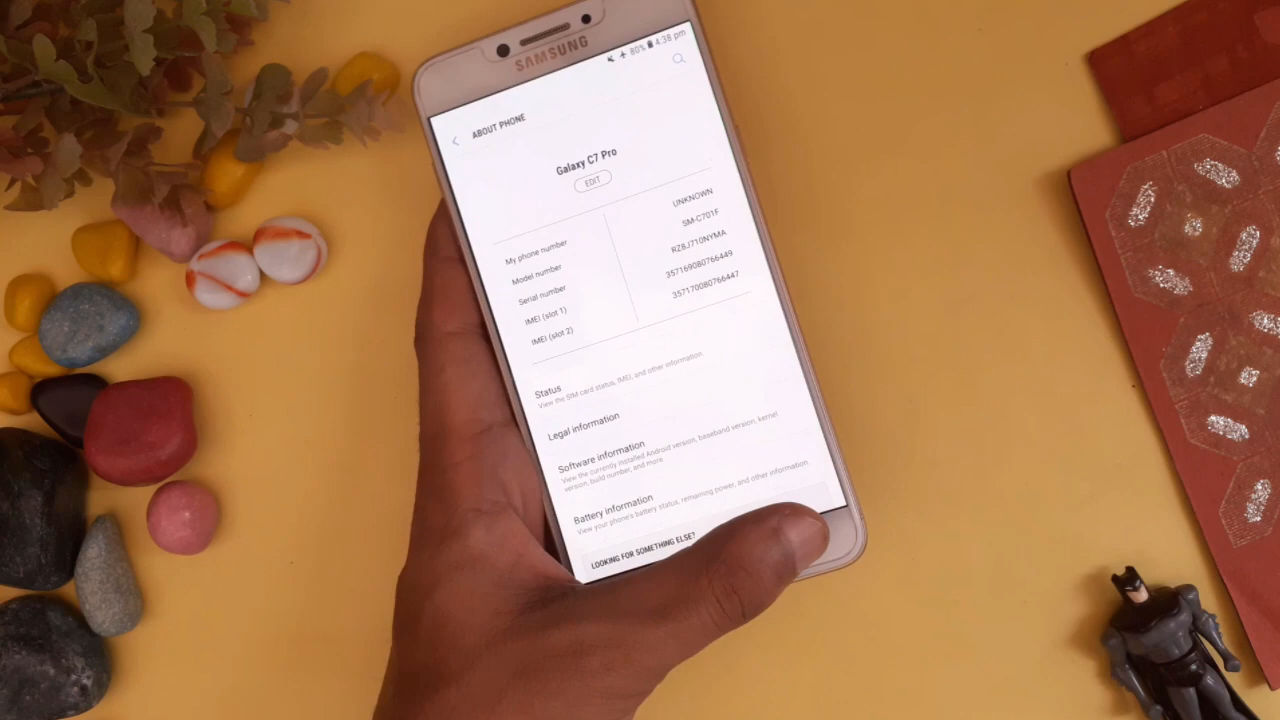 SAMSUNG
80% 4:38 pm
ABOUT PHONE
Galaxy C7 Pro
EDIT
My phone number UNKNOWN
Model number SM-C701F
Serial number RZ8J710NYMA
IMEI (slot 1) 357169080766449
IMEI (slot 2) 357170080766447
Status
View the SIM card status, IMEI, and other information.
Legal information
Software information
View the currently installed Android version, baseband version, kernel
version, build number, and more.
Battery information
View your phone's battery status, remaining power, and other information.
LOOKING FOR SOMETHING ELSE?